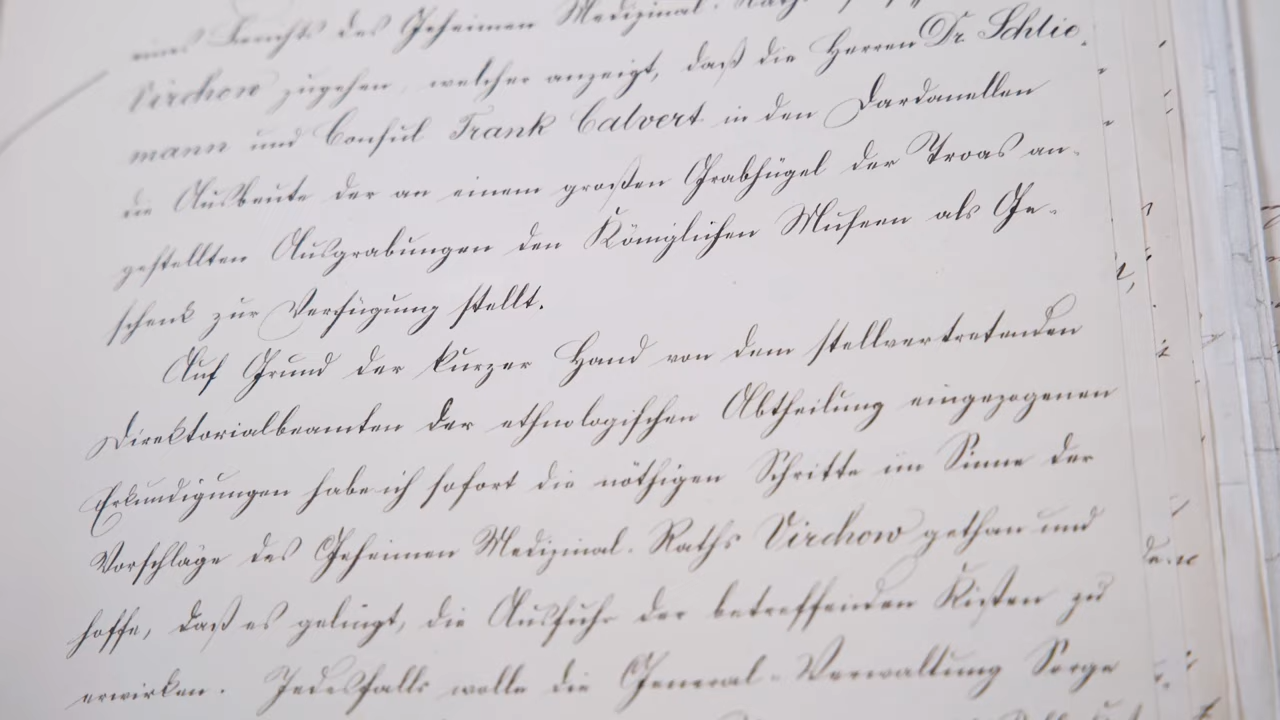 eines Berichts des Geheimen Medizinal-Raths
Virchow zugehen, welcher anzeigt, daß die Herren Dr. Schlie-
mann und Consul Frank Calvert in den Dardanellen
die Ausbeute der an einem großen Grabhügel der Troas an-
gestellten Ausgrabungen den Königlichen Museen als Ge-
schenk zur Verfügung stellt.
Auf Grund der kurzer Hand von dem stellvertretenden
Direktorialbeamten der ethnologischen Abtheilung eingezogenen
Erkundigungen habe ich sofort die nöthigen Schritte im Sinne der
Vorschläge des Geheimen Medizinal-Raths Virchow gethan und
hoffe, daß es gelingt, die Ausfuhr der betreffenden Kisten zu
erwirken. Jedesfalls wolle die General-Verwaltung Sorge